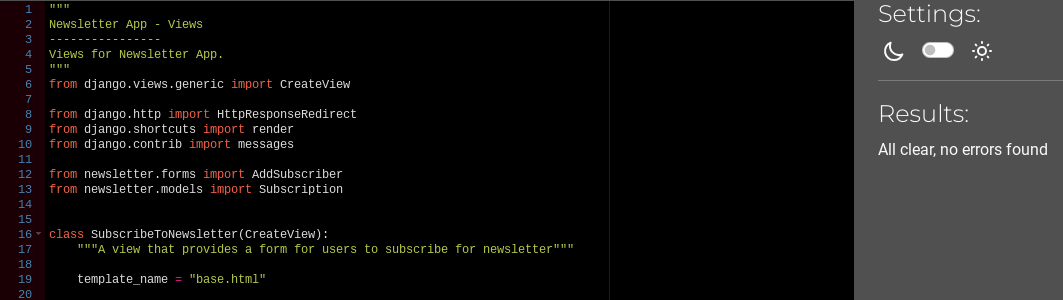 1 """
2 Newsletter App - Views
3 ----------------
4 Views for Newsletter App.
5 """
6 from django.views.generic import CreateView
7
8 from django.http import HttpResponseRedirect
9 from django.shortcuts import render
10 from django.contrib import messages
11
12 from newsletter.forms import AddSubscriber
13 from newsletter.models import Subscription
14
15
16 class SubscribeToNewsletter(CreateView):
17     """A view that provides a form for users to subscribe for newsletter"""
18
19     template_name = "base.html"
20
Settings:
Results:
All clear, no errors found